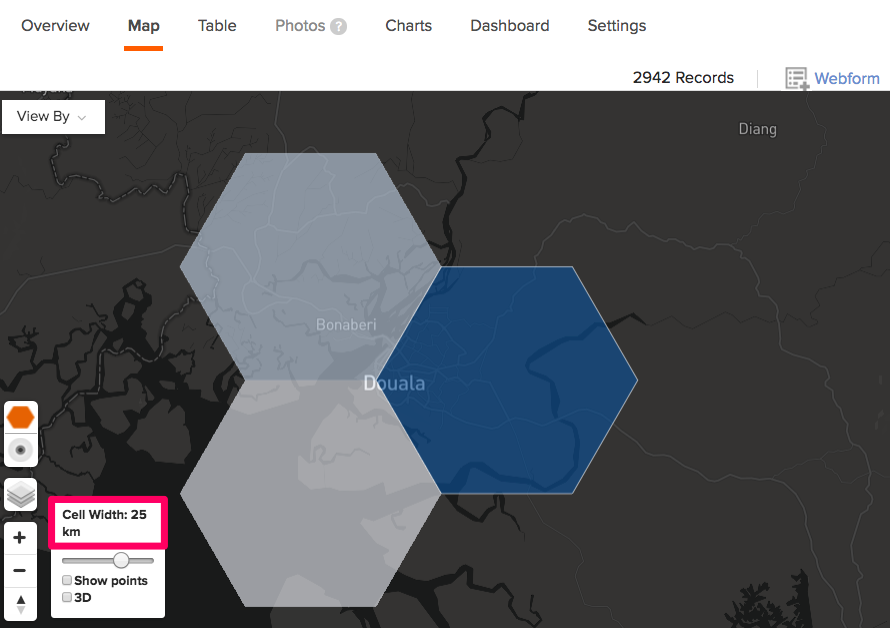 Overview Map Table Photos ? Charts Dashboard Settings
2942 Records Webform
View By
Diang
Bonaberi
Douala
Cell Width: 25
km
+
−
Show points
3D